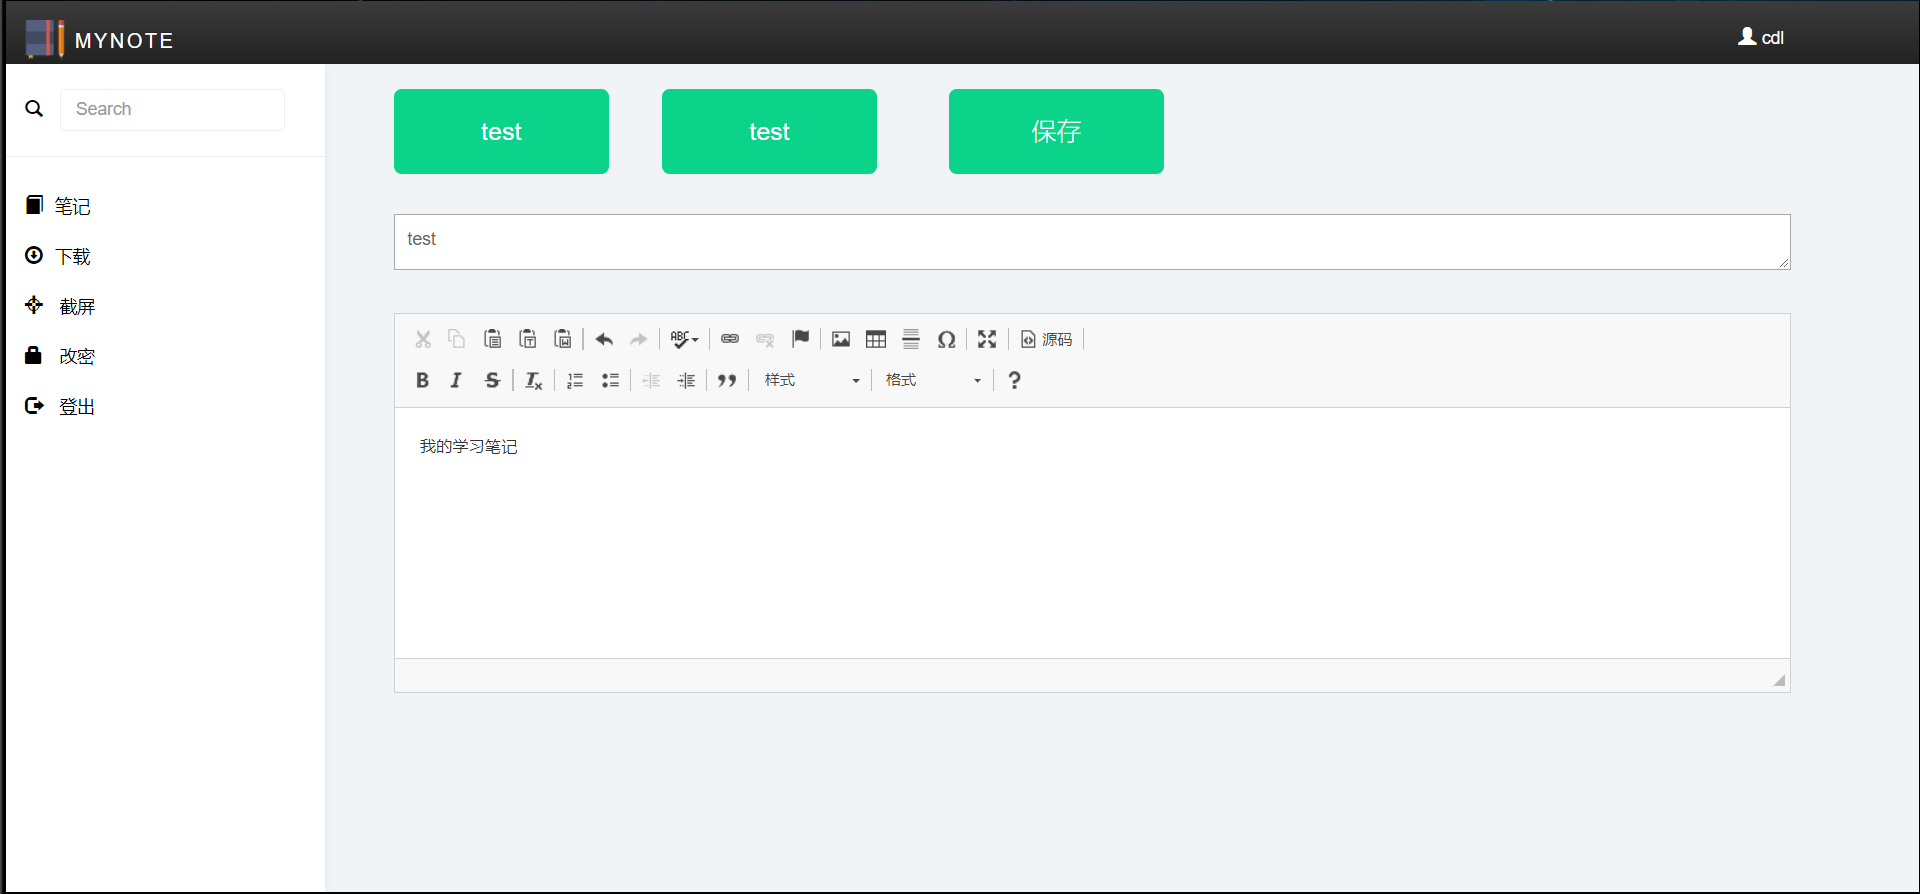 MYNOTE
cdl
Search
笔记
下载
截屏
改密
登出
test
test
保存
test
ABC
源码
B I S
样式
格式
?
我的学习笔记